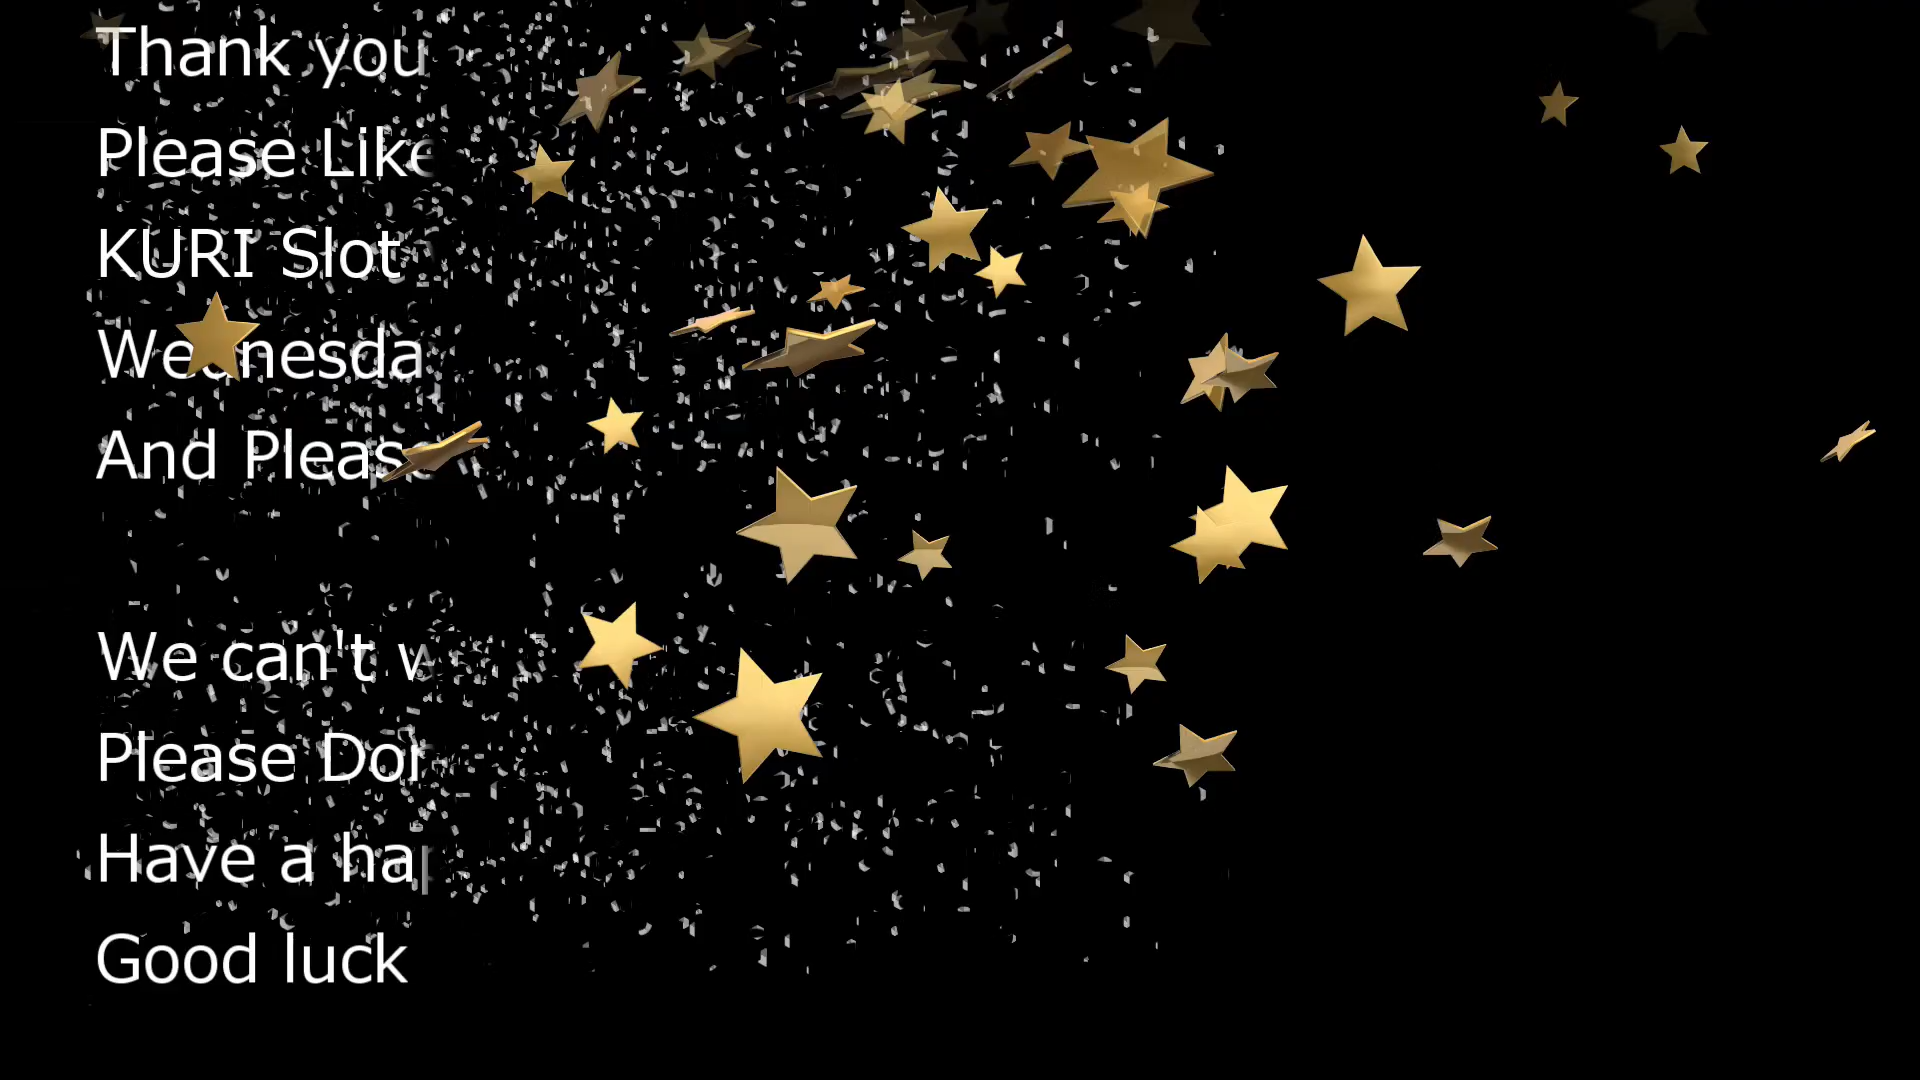 Thank you
Please Like
KURI Slot
Wednesda
And Pleas
We can't
Please Do
Have a ha
Good luck